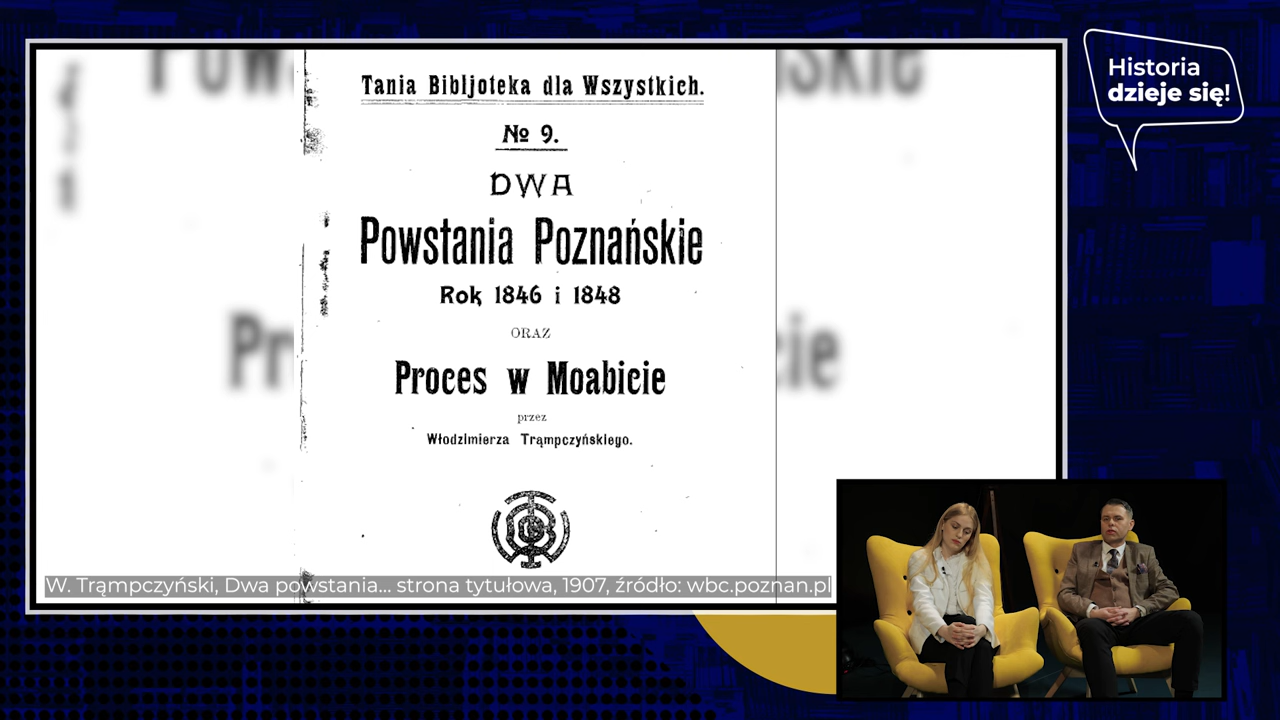 Tania Bibljoteka dla Wszystkich.
№ 9.
DWA
Powstania Poznańskie
Rok 1846 i 1848
ORAZ
Proces w Moabicie
przez
Włodzimierza Trąmpczyńskiego.
W. Trąmpczyński, Dwa powstania... strona tytułowa, 1907, źródło: wbc.poznan.pl
Historia
dzieje się!